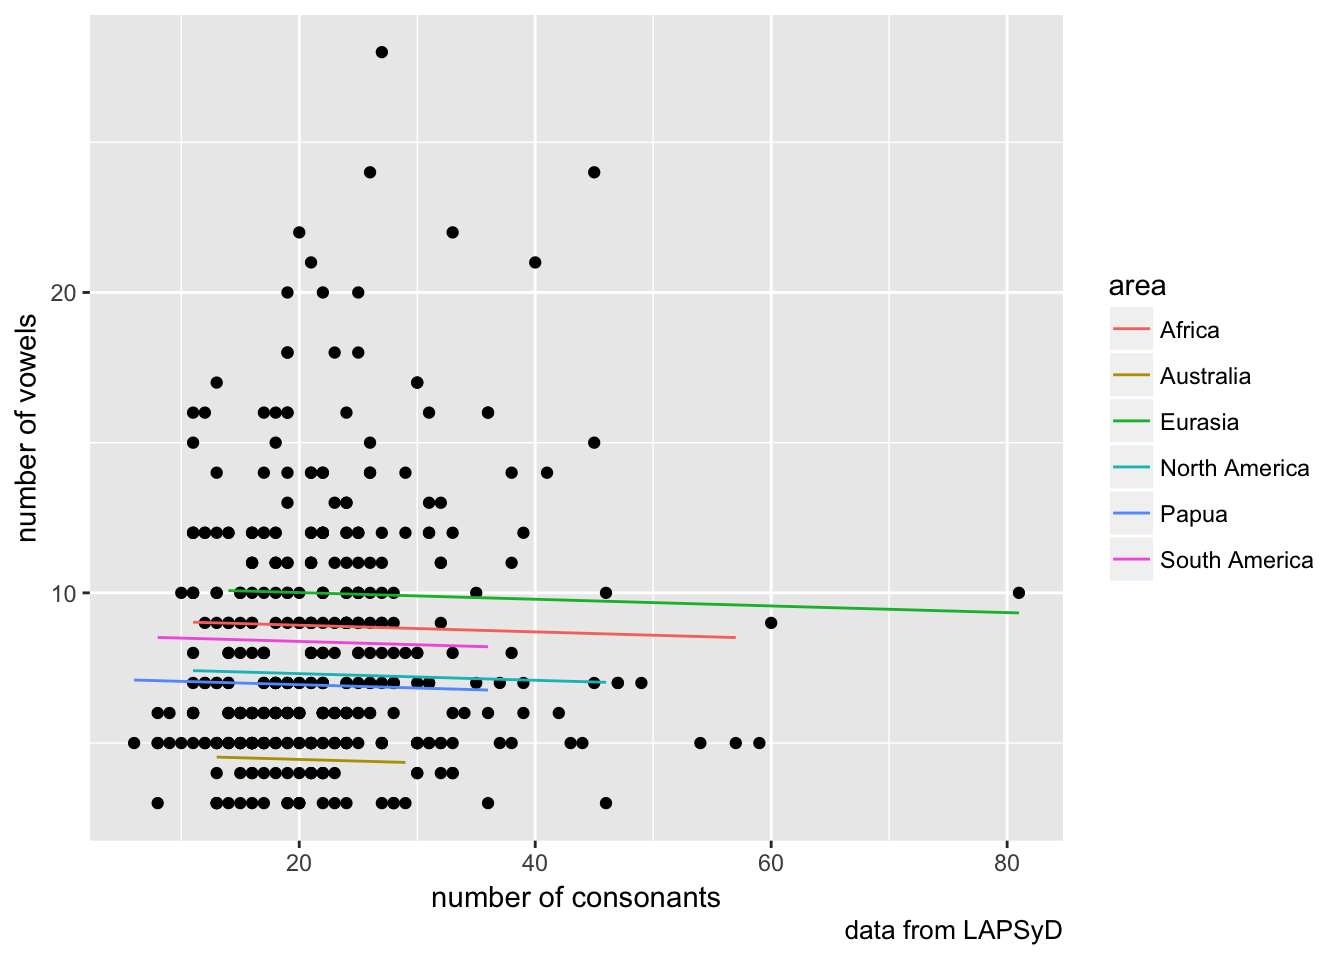 number of vowels
20
10
20
40
60
80
number of consonants
data from LAPSyD
area
Africa
Australia
Eurasia
North America
Papua
South America